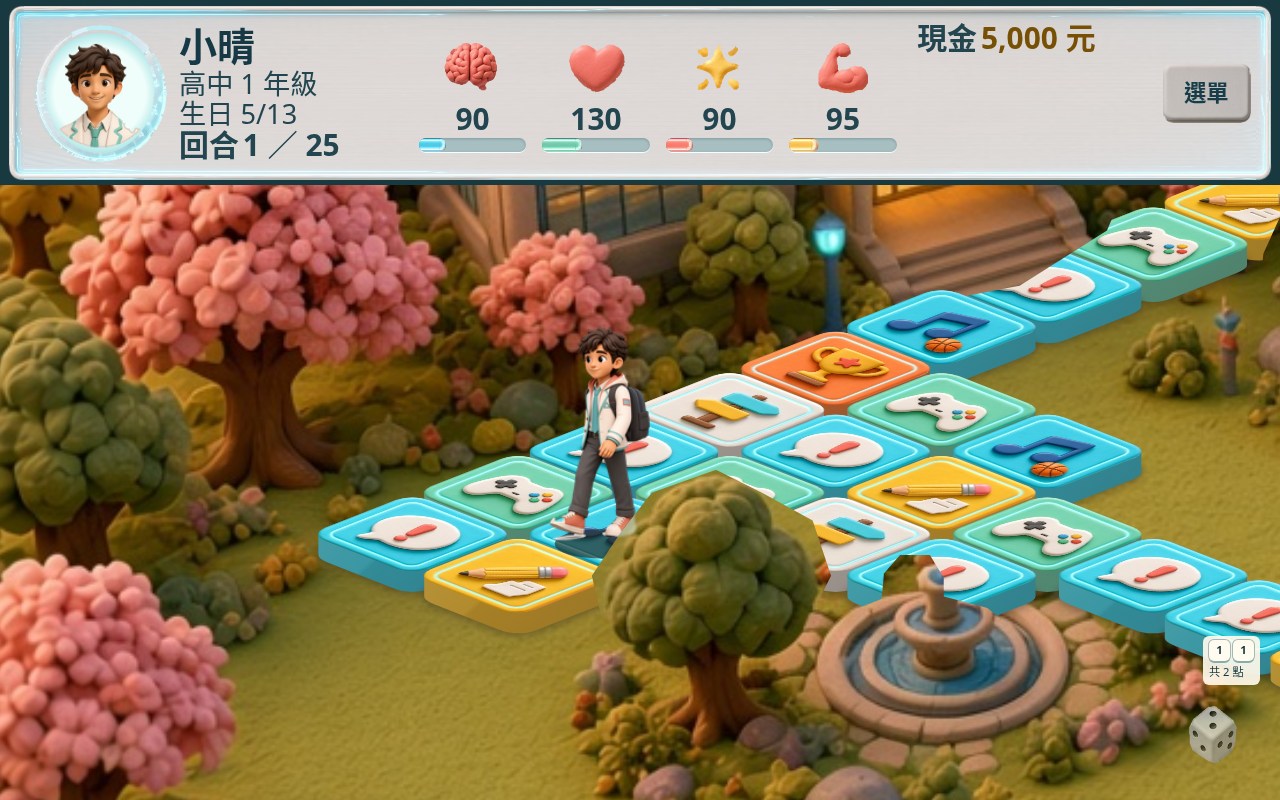 小晴
高中 1 年級
生日 5/13
回合 1 ／ 25
90
130
90
95
現金 5,000 元
選單
1 1
共 2 點